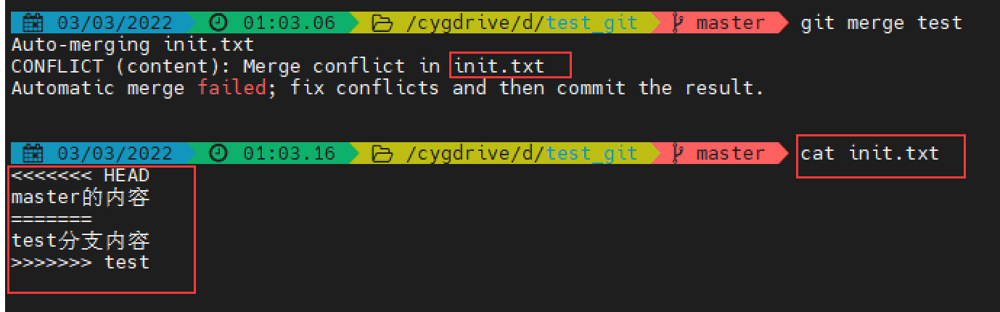 03/03/2022 01:03.06 /cygdrive/d/test_git master git merge test
Auto-merging init.txt
CONFLICT (content): Merge conflict in init.txt
Automatic merge failed; fix conflicts and then commit the result.
03/03/2022 01:03.16 /cygdrive/d/test_git master cat init.txt
<<<<<<< HEAD
master的内容
=======
test分支内容
>>>>>>> test